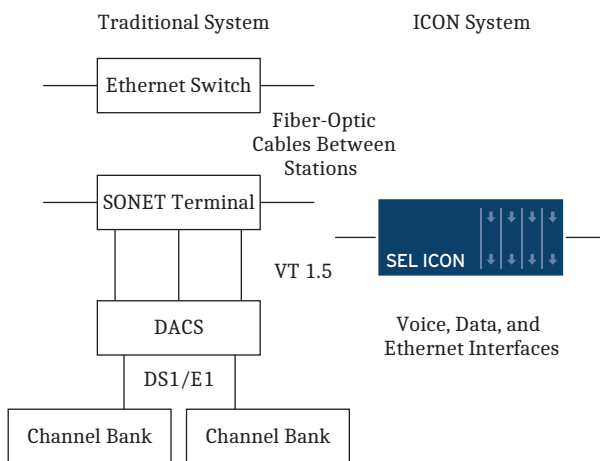 Traditional System
ICON System
Ethernet Switch
Fiber-Optic
Cables Between
Stations
SONET Terminal
SEL ICON
VT 1.5
DACS
Voice, Data, and
Ethernet Interfaces
DS1/E1
Channel Bank
Channel Bank